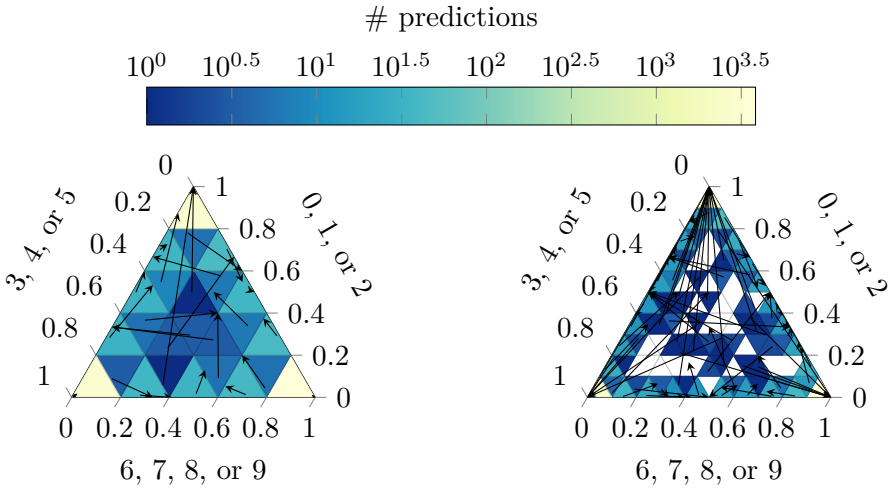 # predictions
10^0 10^0.5 10^1 10^1.5 10^2 10^2.5 10^3 10^3.5
0 0.2 0.4 0.6 0.8 1
3, 4, or 5
1 0.8 0.6 0.4 0.2 0
0, 1, or 2
0 0.2 0.4 0.6 0.8 1
6, 7, 8, or 9
0 0.2 0.4 0.6 0.8 1
3, 4, or 5
1 0.8 0.6 0.4 0.2 0
0, 1, or 2
0 0.2 0.4 0.6 0.8 1
6, 7, 8, or 9